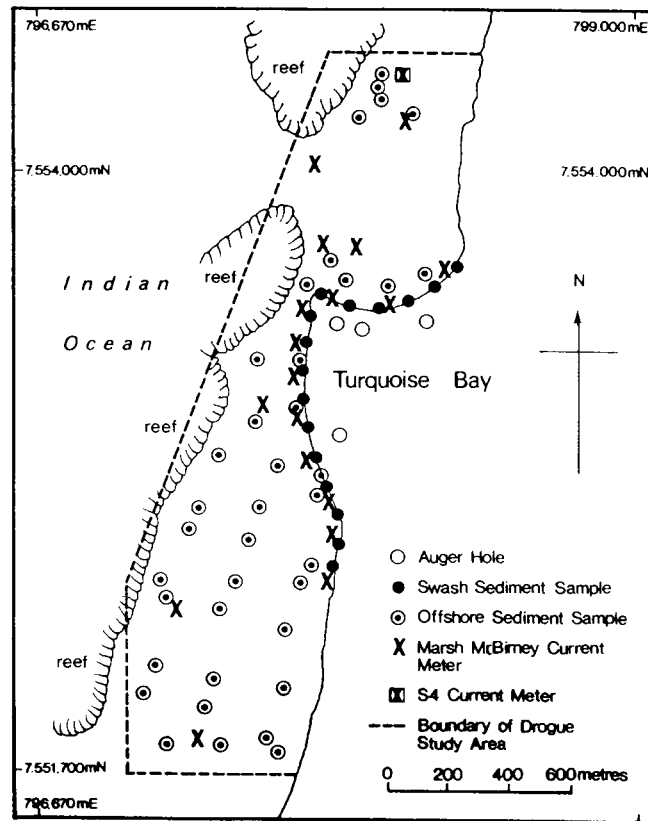 796.670mE
799.000mE
reef
7.554.000mN
7.554.000mN
reef
Indian
Ocean
N
Turquoise Bay
reef
Auger Hole
Swash Sediment Sample
Offshore Sediment Sample
Marsh McBirney Current
Meter
S4 Current Meter
Boundary of Drogue
Study Area
reef
0 200 400 600 metres
7.551.700mN
796.670mE